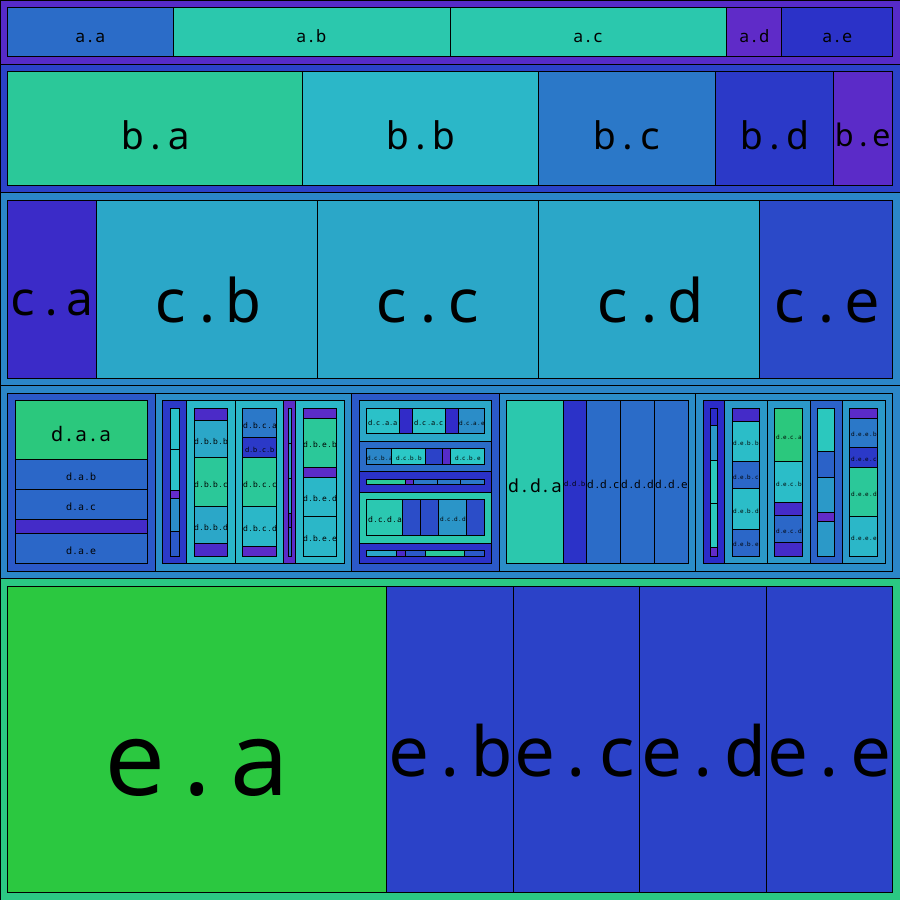 a.a a.b a.c a.d a.e
b.a b.b b.c b.d b.e
c.a c.b c.c c.d c.e
d.a.a
d.a.b
d.a.c
d.a.e
d.b.b.b
d.b.b.c
d.b.b.d
d.b.c.a
d.b.c.b
d.b.c.c
d.b.c.d
d.b.e.b
d.b.e.d
d.b.e.e
d.c.a.a d.c.a.c d.c.a.e
d.c.b.a d.c.b.b d.c.b.e
d.c.d.a d.c.d.d
d.d.a d.d.b d.d.c d.d.d d.d.e
d.e.b.b
d.e.b.c
d.e.b.d
d.e.b.e
d.e.c.a
d.e.c.b
d.e.c.d
d.e.e.b
d.e.e.c
d.e.e.d
d.e.e.e
e.a e.b e.c e.d e.e